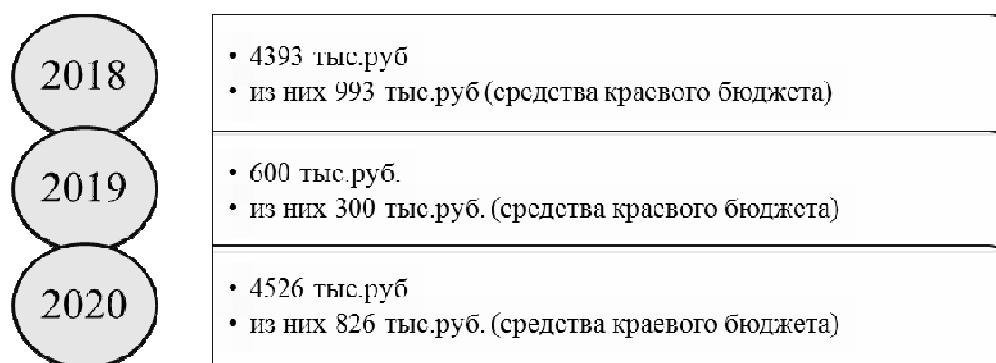 2018
• 4393 тыс.руб
• из них 993 тыс.руб (средства краевого бюджета)
2019
• 600 тыс.руб.
• из них 300 тыс.руб. (средства краевого бюджета)
2020
• 4526 тыс.руб
• из них 826 тыс.руб. (средства краевого бюджета)